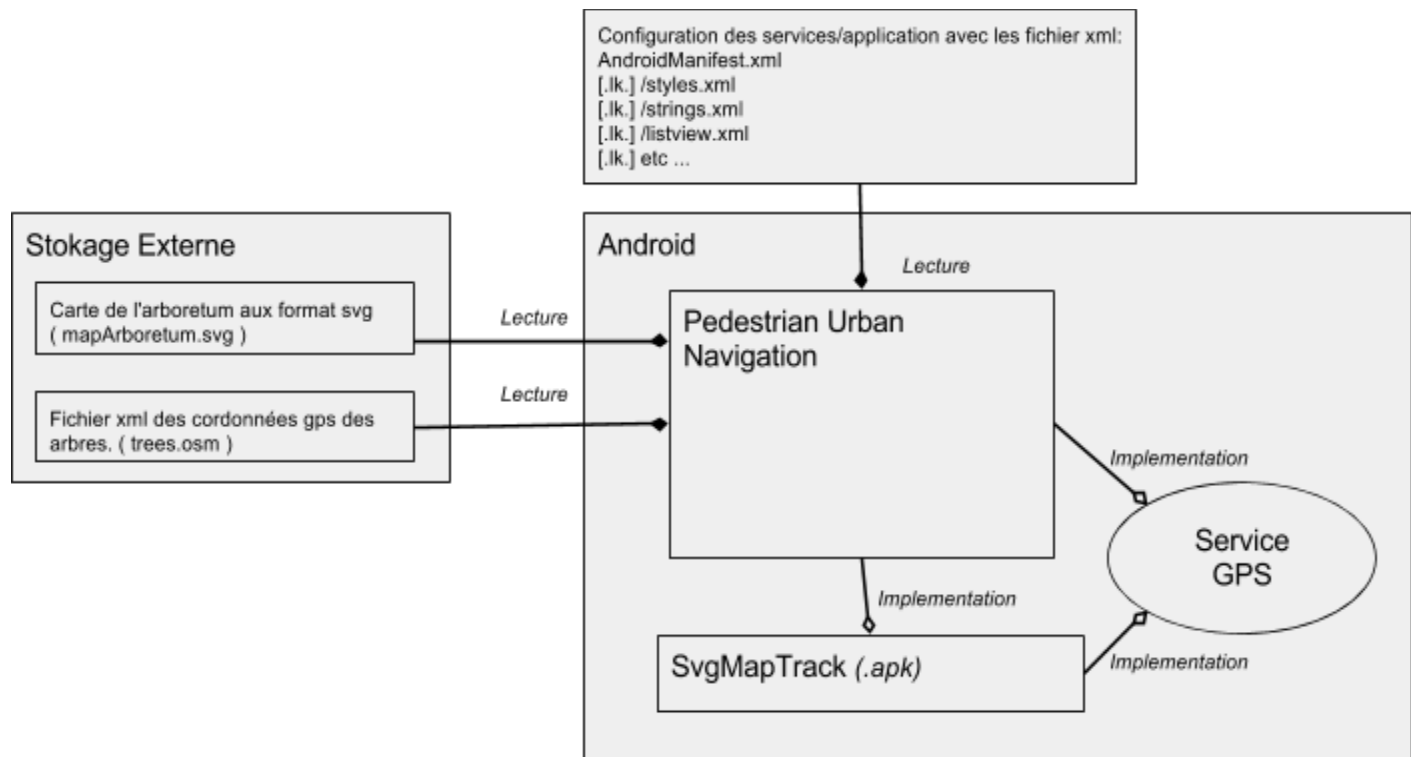 Configuration des services/application avec les fichier xml:
AndroidManifest.xml
[.lk.] /styles.xml
[.lk.] /strings.xml
[.lk.] /listview.xml
[.lk.] etc ...
Stokage Externe
Carte de l'arboretum aux format svg
( mapArboretum.svg )
Fichier xml des cordonnées gps des
arbres. ( trees.osm )
Lecture
Lecture
Android
Lecture
Pedestrian Urban
Navigation
Implementation
Service
GPS
Implementation
SvgMapTrack (.apk)
Implementation